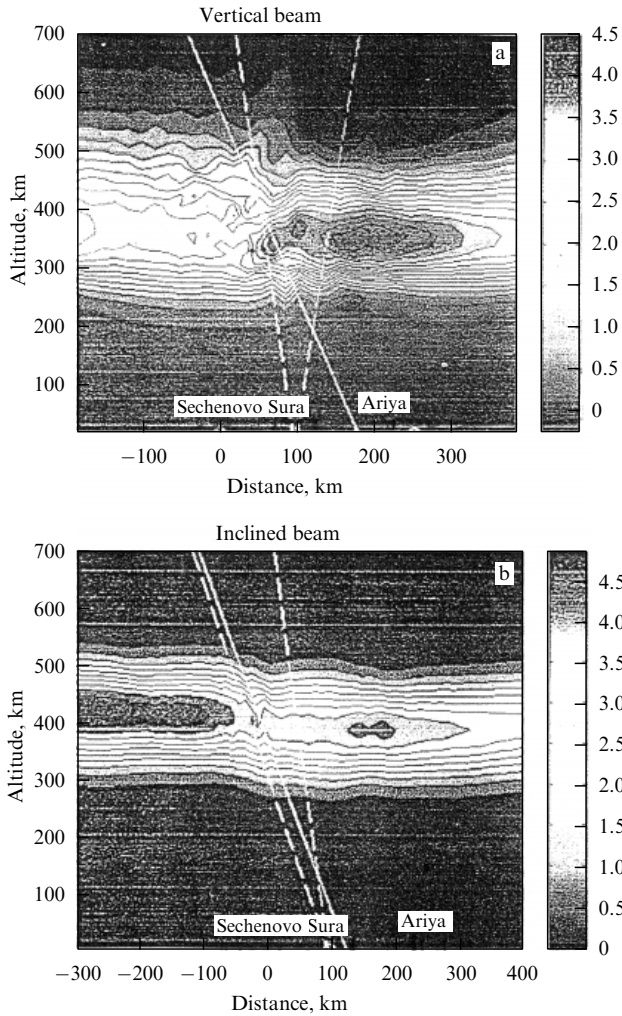 Vertical beam
a
700
600
500
400
300
200
100
Altitude, km
Sechenovo Sura
Ariya
−100 0 100 200 300
Distance, km
4.5
4.0
3.5
3.0
2.5
2.0
1.5
1.0
0.5
0
Inclined beam
b
700
600
500
400
300
200
100
Altitude, km
Sechenovo Sura
Ariya
−300 −200 −100 0 100 200 300 400
Distance, km
4.5
4.0
3.5
3.0
2.5
2.0
1.5
1.0
0.5
0